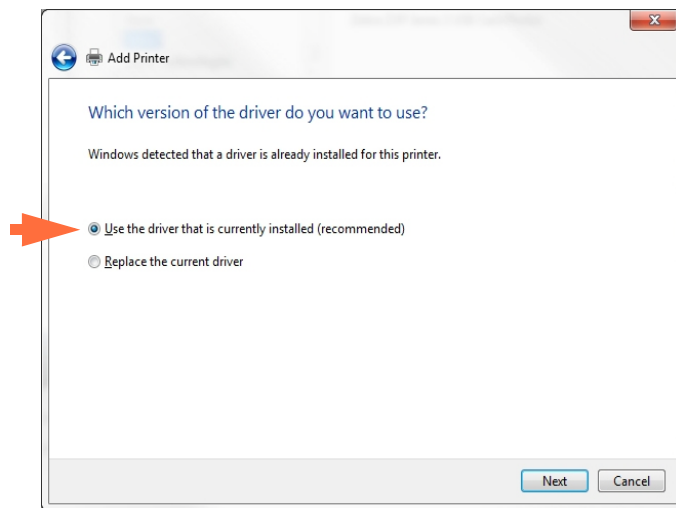 Add Printer
Which version of the driver do you want to use?
Windows detected that a driver is already installed for this printer.
Use the driver that is currently installed (recommended)
Replace the current driver
Next Cancel